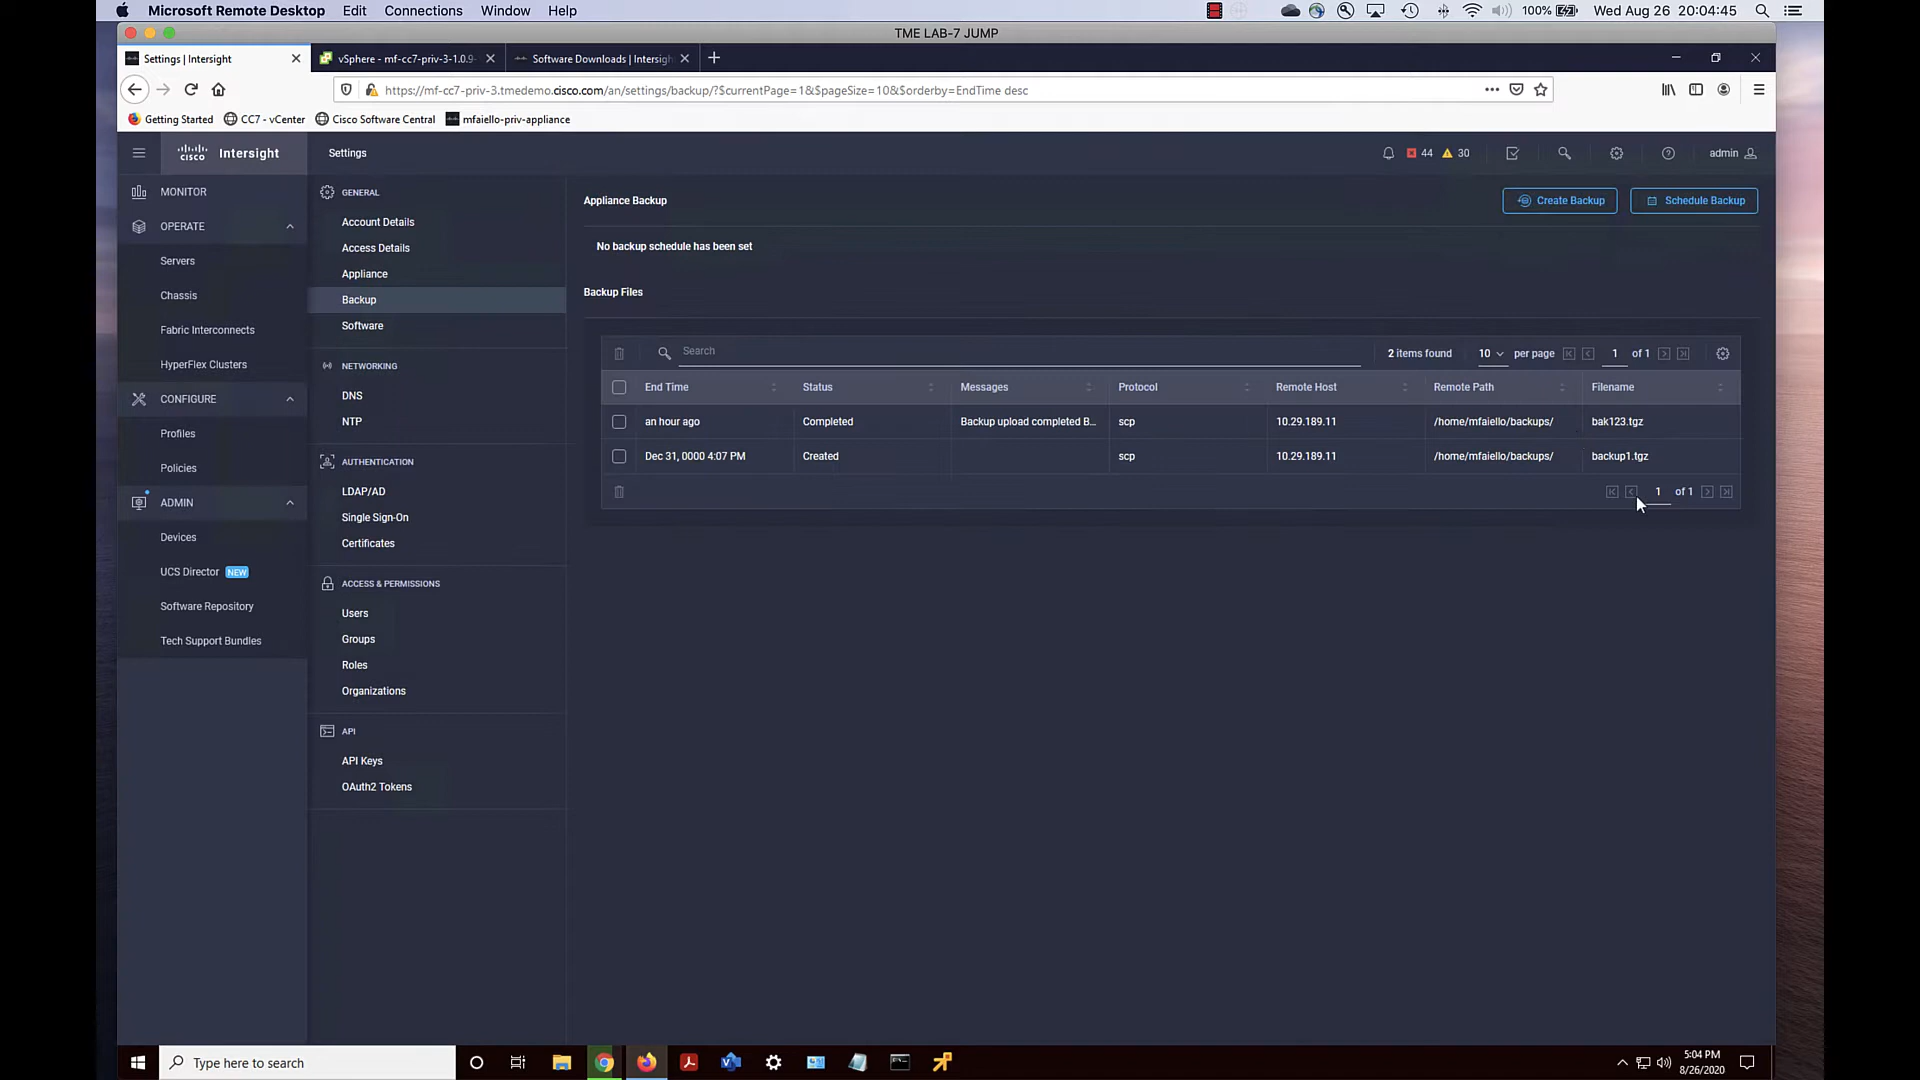 Microsoft Remote Desktop Edit Connections Window Help 100% Wed Aug 26 20:04:45
TME LAB-7 JUMP
Settings | Intersight
vSphere - mf-cc7-priv-3-1.0.9-
Software Downloads | Intersigh
https://mf-cc7-priv-3.tmedemo.cisco.com/an/settings/backup/?$currentPage=1&$pageSize=10&$orderby=EndTime desc
Getting Started CC7 - vCenter Cisco Software Central mfaiello-priv-appliance
cisco Intersight
Settings
44 30 admin
MONITOR
OPERATE
Servers
Chassis
Fabric Interconnects
HyperFlex Clusters
CONFIGURE
Profiles
Policies
ADMIN
Devices
UCS Director NEW
Software Repository
Tech Support Bundles
GENERAL
Account Details
Access Details
Appliance
Backup
Software
NETWORKING
DNS
NTP
AUTHENTICATION
LDAP/AD
Single Sign-On
Certificates
ACCESS & PERMISSIONS
Users
Groups
Roles
Organizations
API
API Keys
OAuth2 Tokens
Appliance Backup
Create Backup Schedule Backup
No backup schedule has been set
Backup Files
Search 2 items found 10 per page 1 of 1
End Time Status Messages Protocol Remote Host Remote Path Filename
an hour ago Completed Backup upload completed B... scp 10.29.189.11 /home/mfaiello/backups/ bak123.tgz
Dec 31, 0000 4:07 PM Created scp 10.29.189.11 /home/mfaiello/backups/ backup1.tgz
1 of 1
Type here to search
5:04 PM
8/26/2020